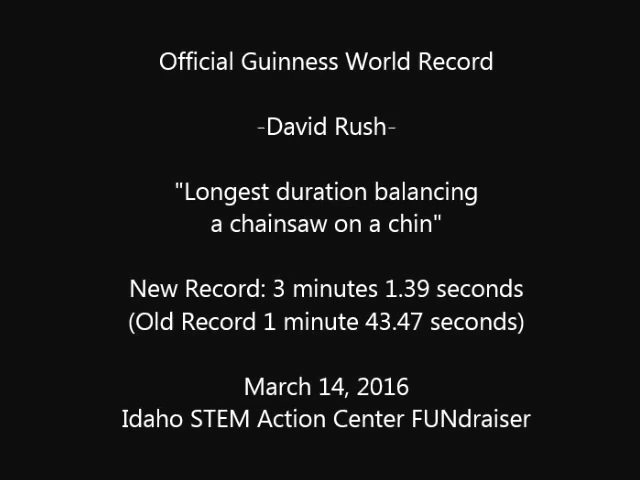 Official Guinness World Record
-David Rush-
"Longest duration balancing
a chainsaw on a chin"
New Record: 3 minutes 1.39 seconds
(Old Record 1 minute 43.47 seconds)
March 14, 2016
Idaho STEM Action Center FUNdraiser